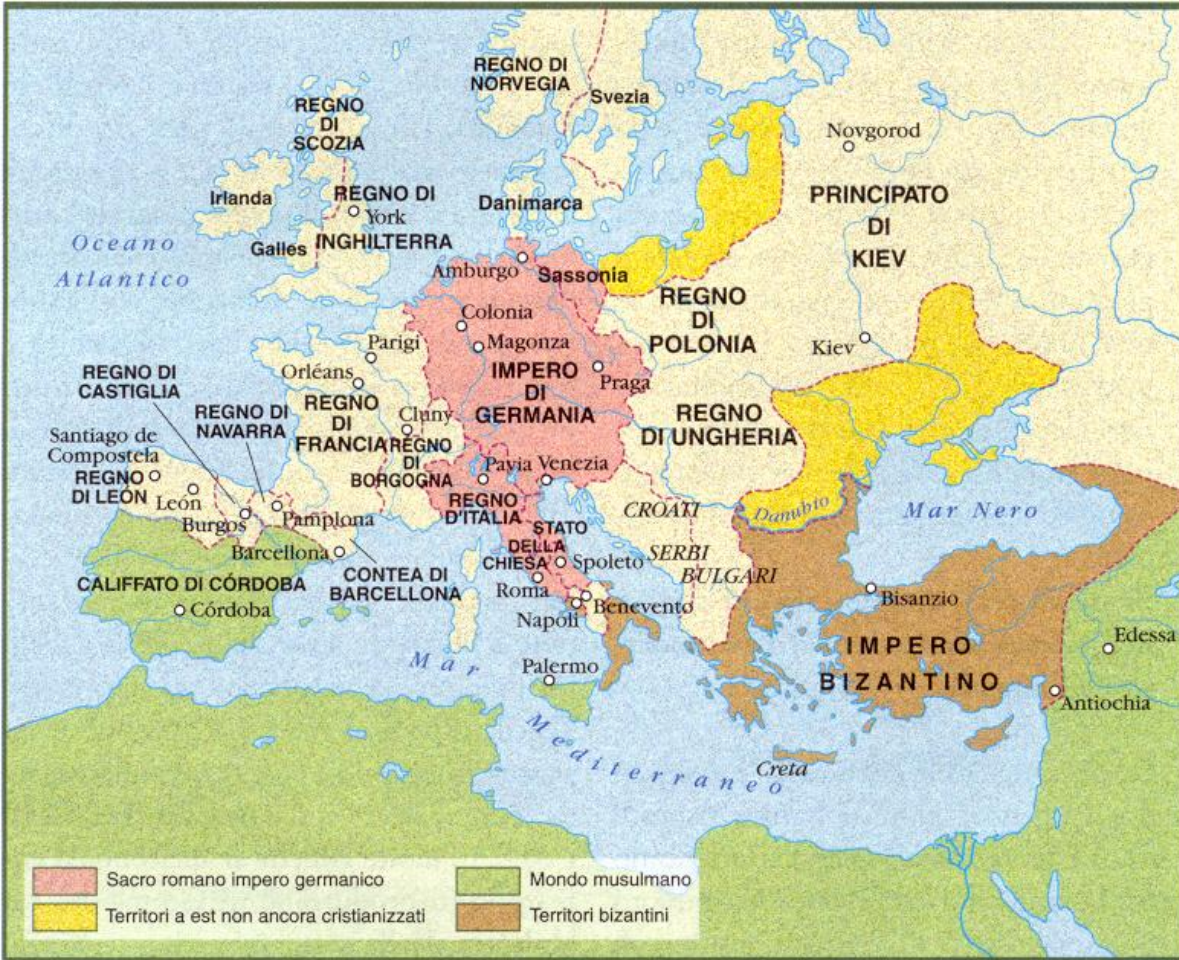 REGNO DI
NORVEGIA
Svezia
REGNO
DI
SCOZIA
Novgorod
Irlanda
REGNO DI
York
INGHILTERRA
Galles
Danimarca
PRINCIPATO
DI
KIEV
Oceano
Atlantico
Amburgo
Sassonia
REGNO
DI
POLONIA
Colonia
Magonza
Parigi
Kiev
Orléans
IMPERO
DI
GERMANIA
Praga
REGNO DI
CASTIGLIA
REGNO DI
NAVARRA
REGNO
DI
FRANCIA
Cluny
REGNO
DI UNGHERIA
REGNO
DI
BORGOGNA
Santiago de
Compostela
REGNO
DI LEÓN
León
Burgos
Pamplona
Pavia
Venezia
REGNO
D'ITALIA
CROATI
Danubio
Mar Nero
STATO
DELLA
CHIESA
Barcellona
CONTEA DI
BARCELLONA
Spoleto
SERBI
BULGARI
CALIFFATO DI CÓRDOBA
Córdoba
Roma
Benevento
Napoli
Bisanzio
Edessa
IMPERO
BIZANTINO
Mar
Mediterraneo
Palermo
Antiochia
Creta
Sacro romano impero germanico
Mondo musulmano
Territori a est non ancora cristianizzati
Territori bizantini